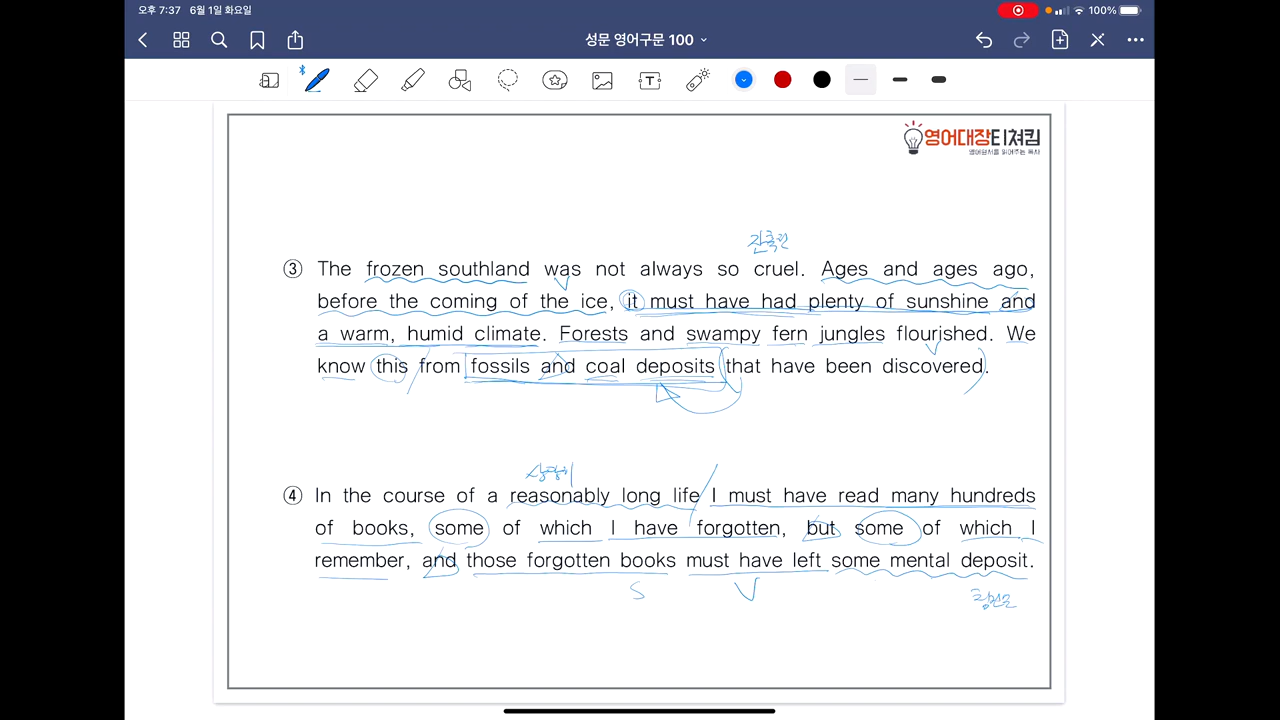 오후 7:37 6월 1일 화요일
100%
성문 영어구문 100
영어대장티쳐킴
③ The frozen southland was not always so cruel. Ages and ages ago,
before the coming of the ice, it must have had plenty of sunshine and
a warm, humid climate. Forests and swampy fern jungles flourished. We
know this from fossils and coal deposits that have been discovered.
상당히
④ In the course of a reasonably long life I must have read many hundreds
of books, some of which I have forgotten, but some of which I
remember, and those forgotten books must have left some mental deposit.
S V